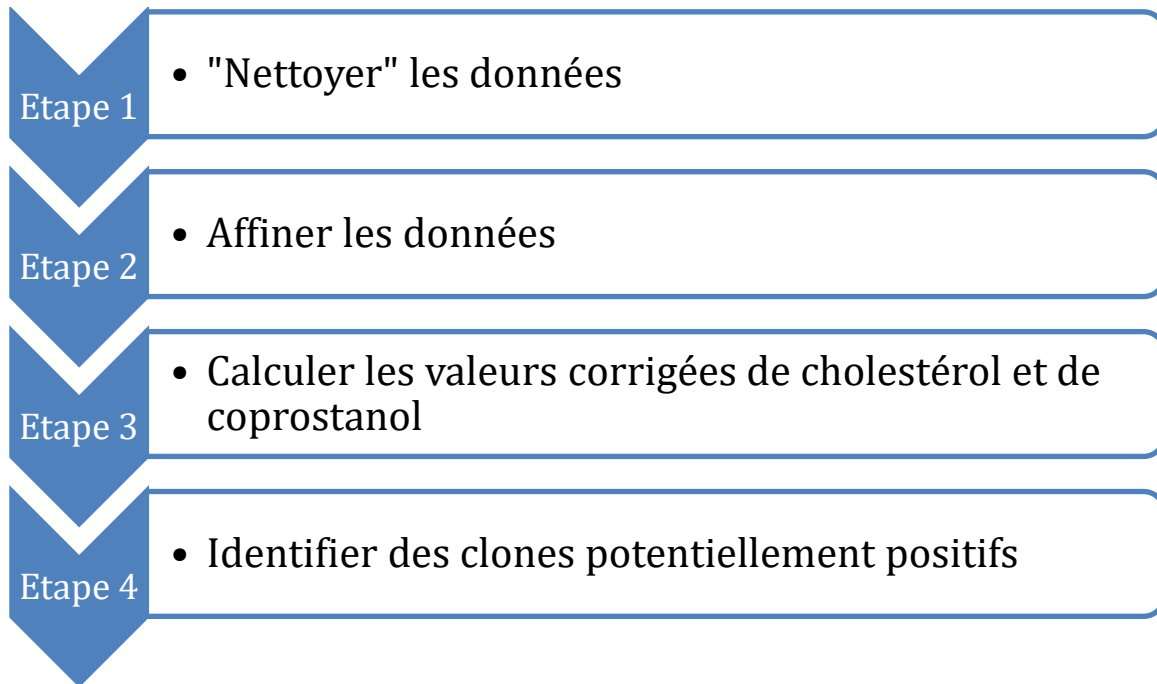 Etape 1
• "Nettoyer" les données
Etape 2
• Affiner les données
Etape 3
• Calculer les valeurs corrigées de cholestérol et de
coprostanol
Etape 4
• Identifier des clones potentiellement positifs